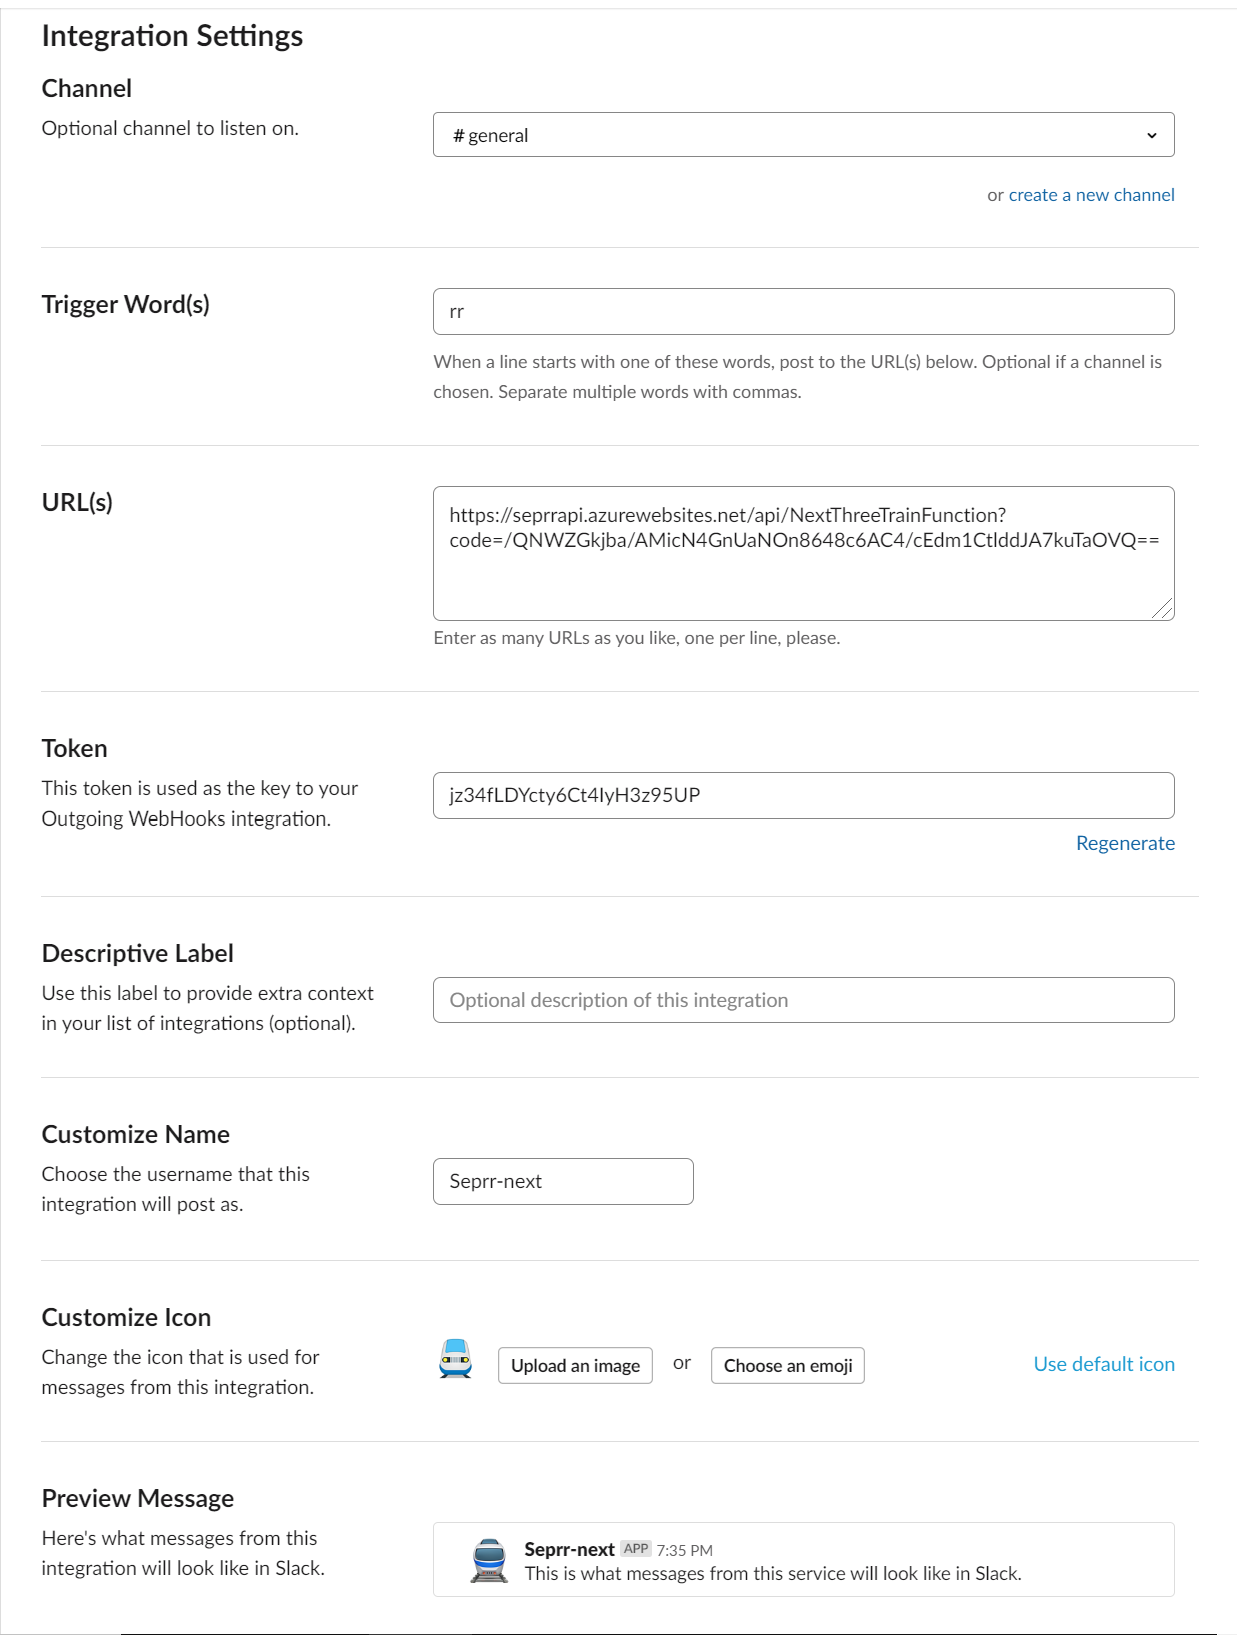 Integration Settings
Channel
Optional channel to listen on.
# general
or create a new channel
Trigger Word(s)
rr
When a line starts with one of these words, post to the URL(s) below. Optional if a channel is
chosen. Separate multiple words with commas.
URL(s)
https://seprrapi.azurewebsites.net/api/NextThreeTrainFunction?
code=/QNWZGkjba/AMicN4GnUaNOn8648c6AC4/cEdm1CtIddJA7kuTaOVQ==
Enter as many URLs as you like, one per line, please.
Token
This token is used as the key to your
Outgoing WebHooks integration.
jz34fLDYcty6Ct4IyH3z95UP
Regenerate
Descriptive Label
Use this label to provide extra context
in your list of integrations (optional).
Optional description of this integration
Customize Name
Choose the username that this
integration will post as.
Seprr-next
Customize Icon
Change the icon that is used for
messages from this integration.
Upload an image
or
Choose an emoji
Use default icon
Preview Message
Here's what messages from this
integration will look like in Slack.
Seprr-next APP 7:35 PM
This is what messages from this service will look like in Slack.